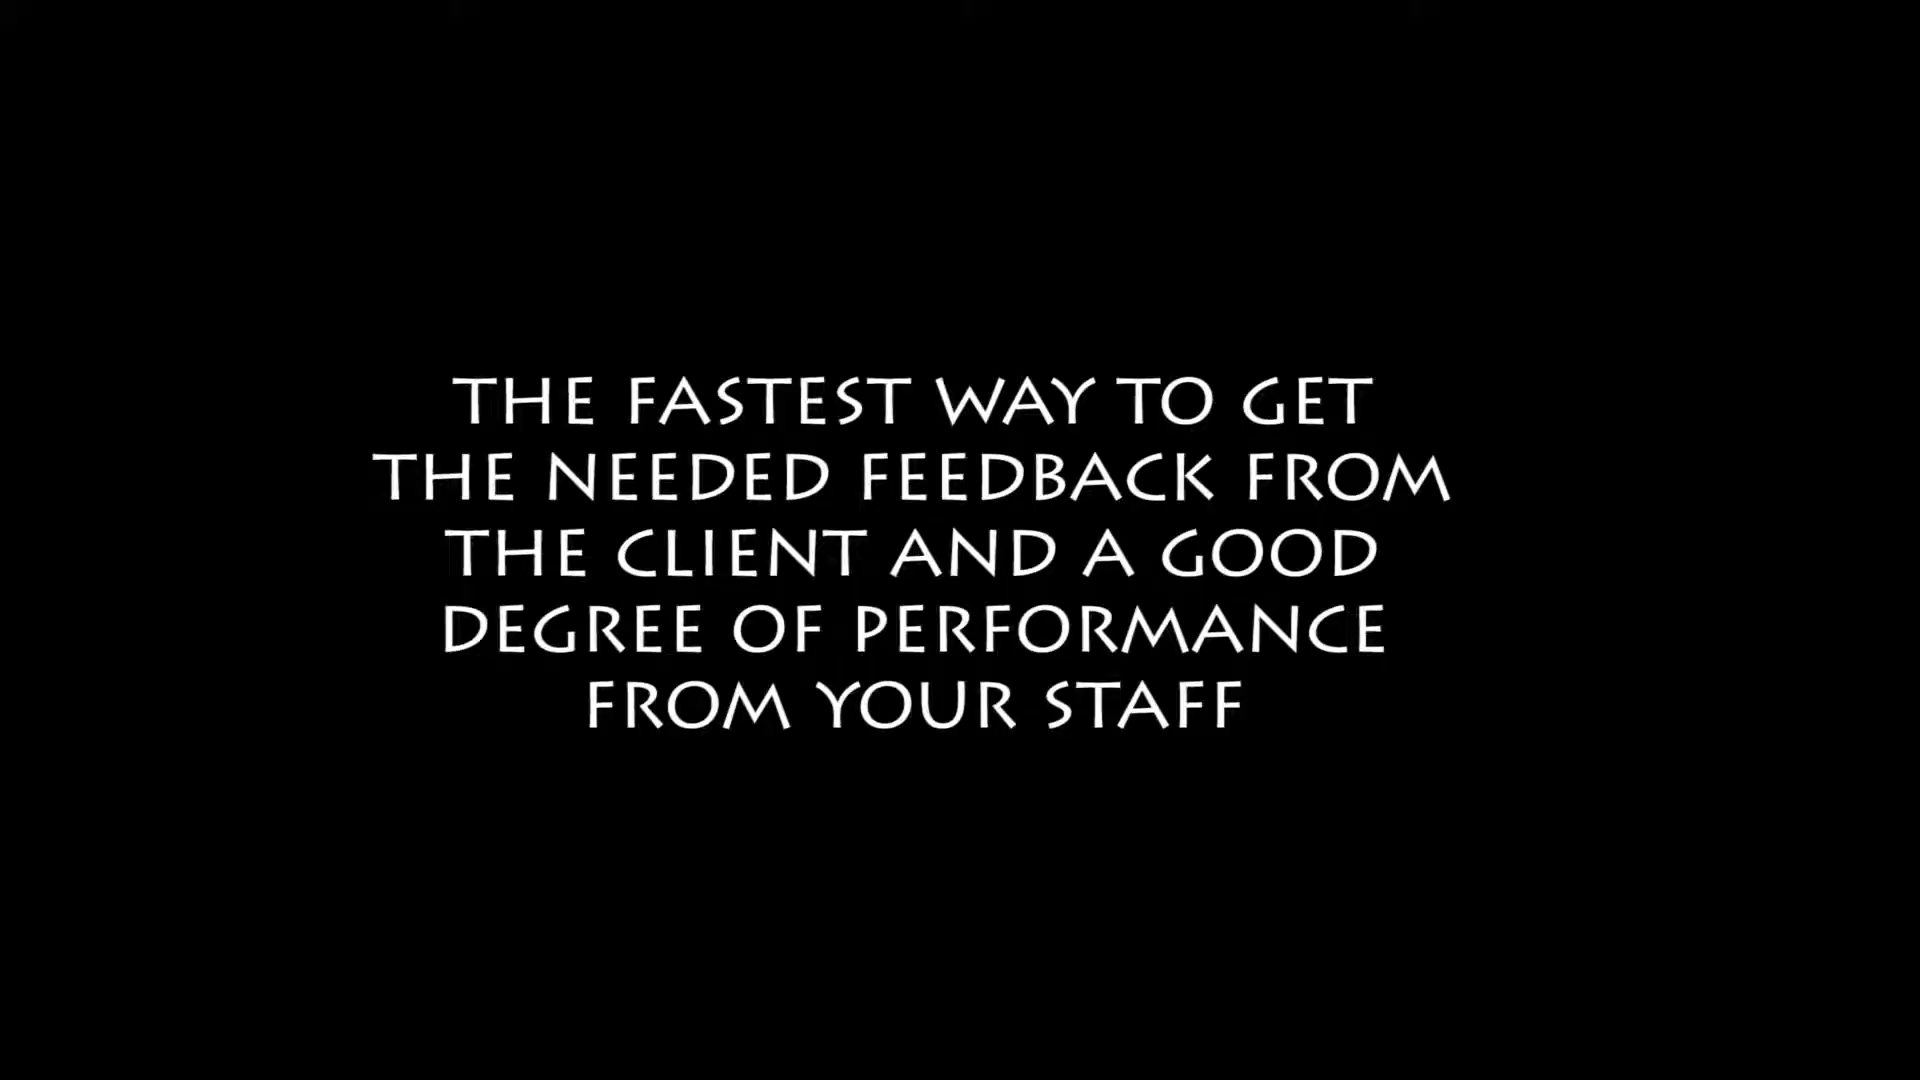 THE FASTEST WAY TO GET
THE NEEDED FEEDBACK FROM
THE CLIENT AND A GOOD
DEGREE OF PERFORMANCE
FROM YOUR STAFF